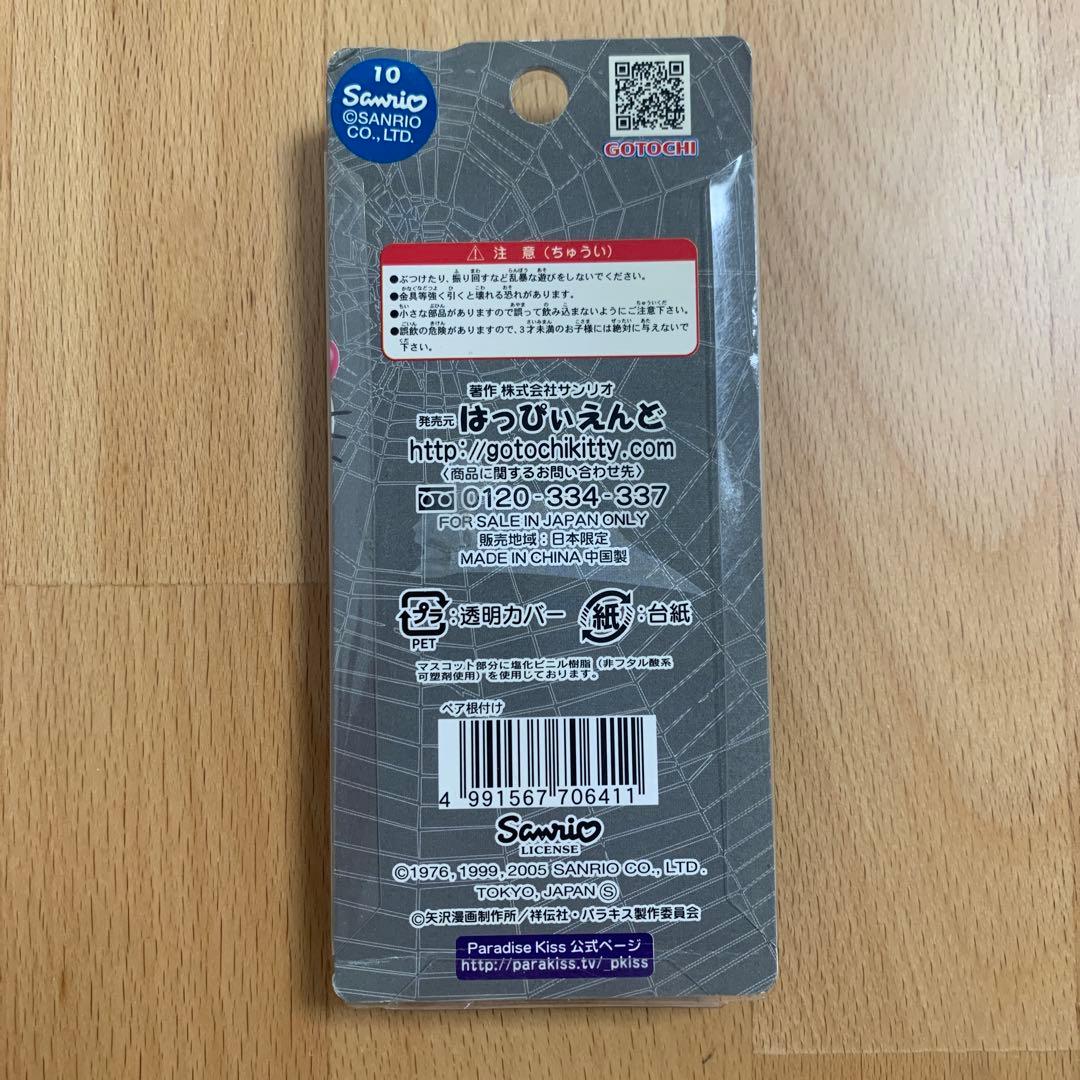 10
Sanrio
©SANRIO
CO., LTD.
GOTOCHI
注 意 (ちゅうい)
●ぶつけたり、振り回すなど乱暴な遊びをしないでください。
●金具等強く引くと壊れる恐れがあります。
●小さな部品がありますので誤って飲み込まないようにご注意下さい。
●誤飲の危険がありますので、3才未満のお子様には絶対に与えないで
下さい。
著作 株式会社サンリオ
発売元 はっぴぃえんど
http://gotochikitty.com
〈商品に関するお問い合わせ先〉
0120-334-337
FOR SALE IN JAPAN ONLY
販売地域：日本限定
MADE IN CHINA 中国製
プラ：透明カバー 紙：台紙
PET
マスコット部分に塩化ビニル樹脂（非フタル酸系
可塑剤使用）を使用しております。
ペア根付け
4 991567 706411
Sanrio
LICENSE
©1976, 1999, 2005 SANRIO CO., LTD.
TOKYO, JAPAN Ⓢ
©矢沢漫画制作所／祥伝社・パラキス製作委員会
Paradise Kiss 公式ページ
http://parakiss.tv/_pkiss